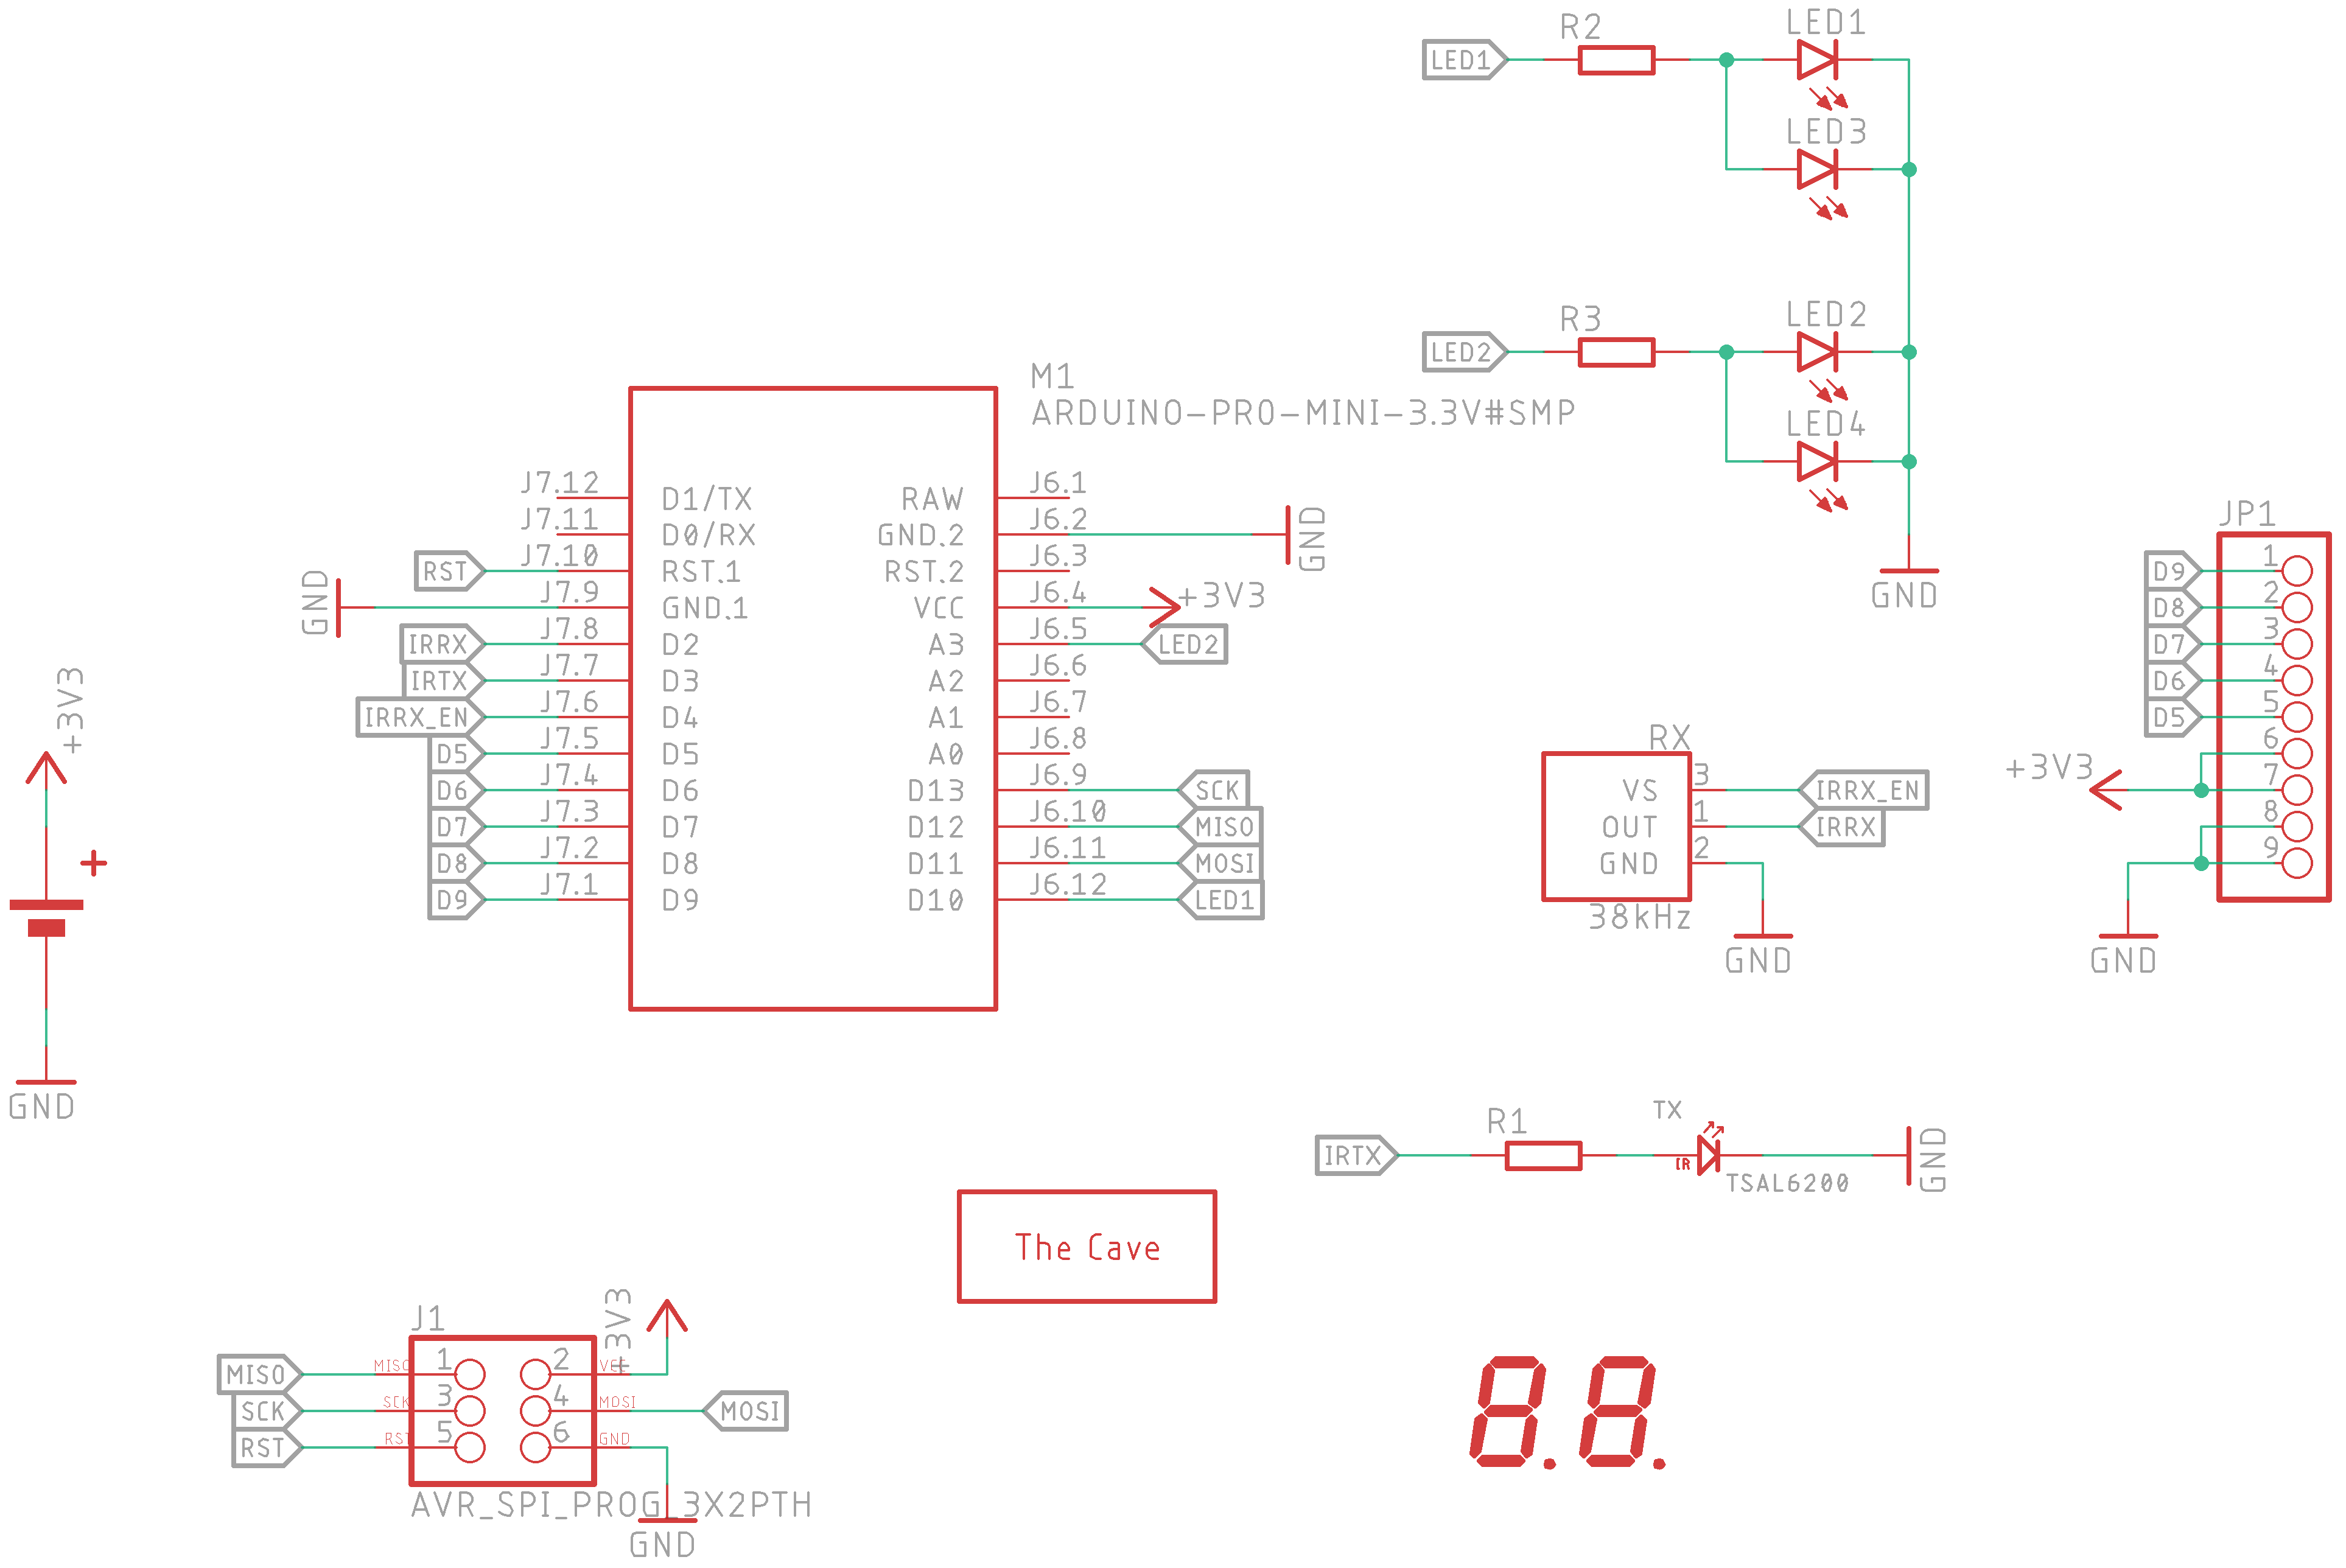 R2
LED1
LED1
LED3
R3
LED2
LED2
LED4
GND
M1
ARDUINO-PRO-MINI-3.3V#SMP
J7.12 D1/TX RAW J6.1
J7.11 D0/RX GND.2 J6.2 GND
RST J7.10 RST.1 RST.2 J6.3
GND J7.9 GND.1 VCC J6.4 +3V3
IRRX J7.8 D2 A3 J6.5 LED2
IRTX J7.7 D3 A2 J6.6
IRRX_EN J7.6 D4 A1 J6.7
D5 J7.5 D5 A0 J6.8
D6 J7.4 D6 D13 J6.9 SCK
D7 J7.3 D7 D12 J6.10 MISO
D8 J7.2 D8 D11 J6.11 MOSI
D9 J7.1 D9 D10 J6.12 LED1
+3V3
+
GND
JP1
D9 1
D8 2
D7 3
D6 4
D5 5
6
+3V3 7
8
9
GND
RX
VS 3 IRRX_EN
OUT 1 IRRX
GND 2
38kHz
GND
IRTX
R1
TX
IR
TSAL6200
GND
The Cave
J1
+3V3
MISO MISO 1 2 VCC
SCK SCK 3 4 MOSI MOSI
RST RST 5 6 GND
AVR_SPI_PROG_3X2PTH
GND
8.8.